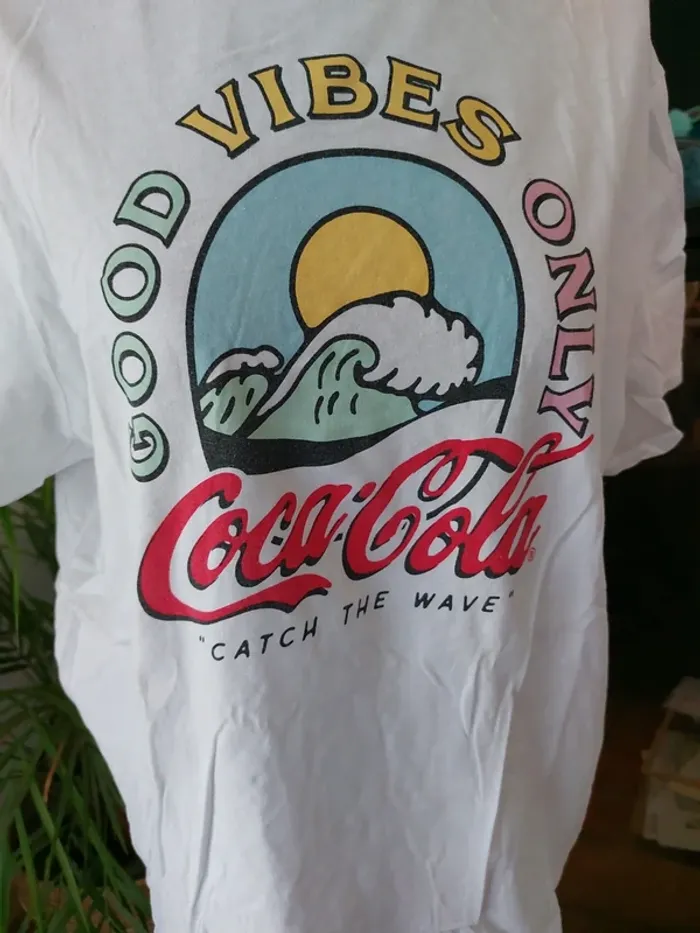 GOOD VIBES ONLY
Coca-Cola®
"CATCH THE WAVE"